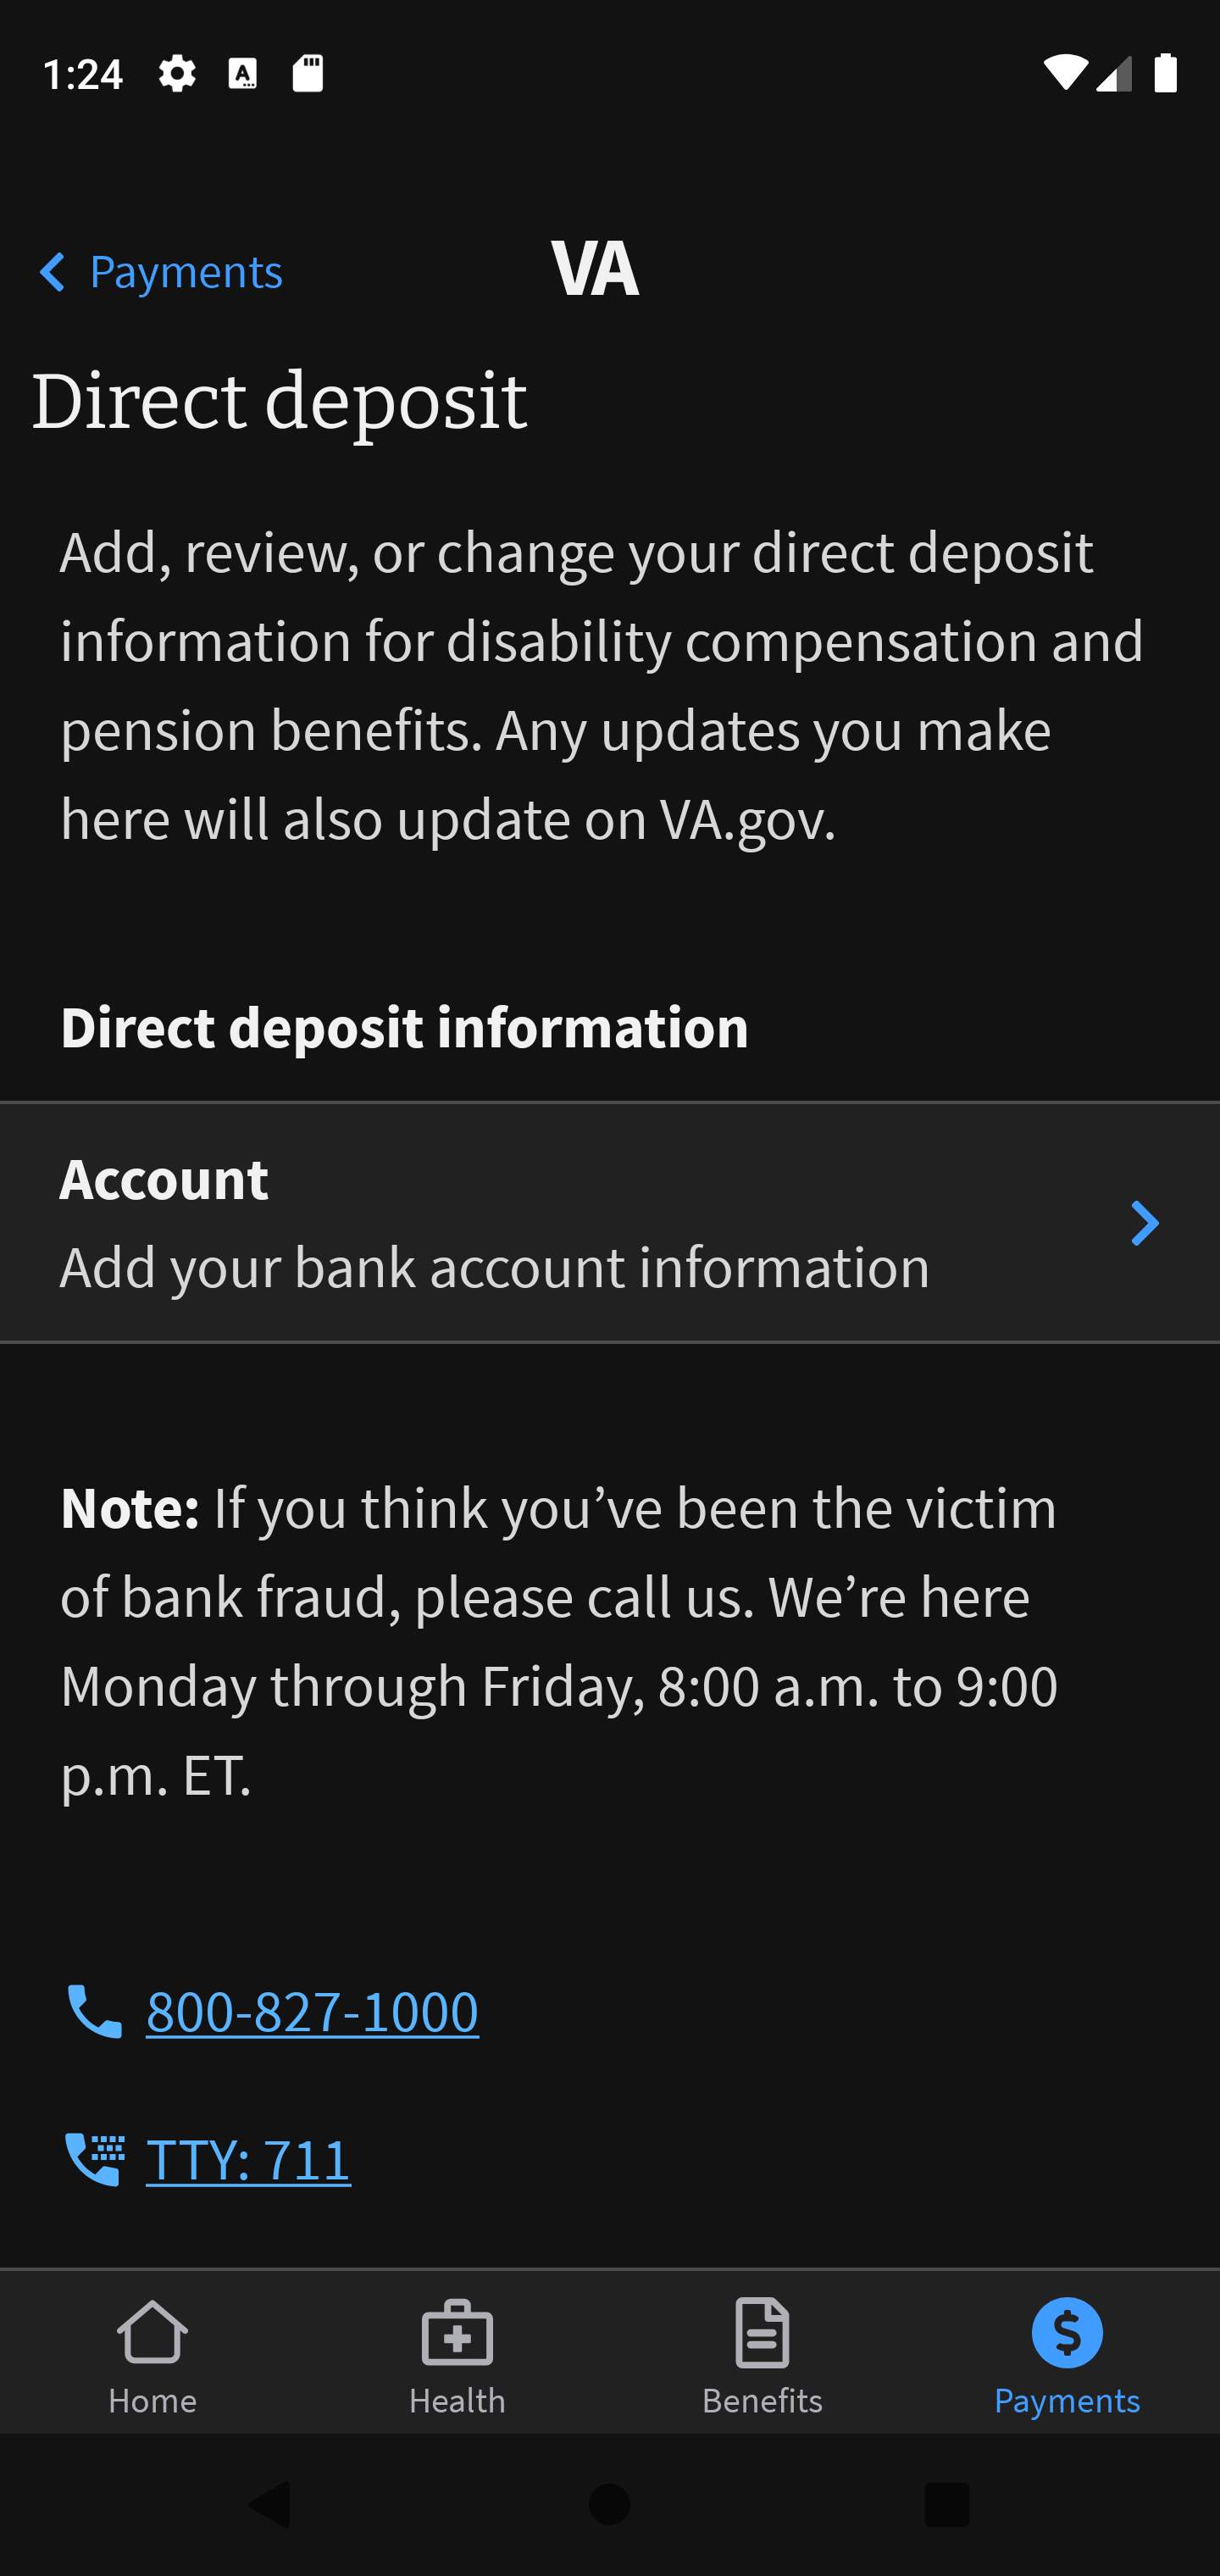 1:24
Payments
VA
Direct deposit
Add, review, or change your direct deposit
information for disability compensation and
pension benefits. Any updates you make
here will also update on VA.gov.
Direct deposit information
Account
Add your bank account information
Note: If you think you’ve been the victim
of bank fraud, please call us. We’re here
Monday through Friday, 8:00 a.m. to 9:00
p.m. ET.
800-827-1000
TTY: 711
Home
Health
Benefits
Payments